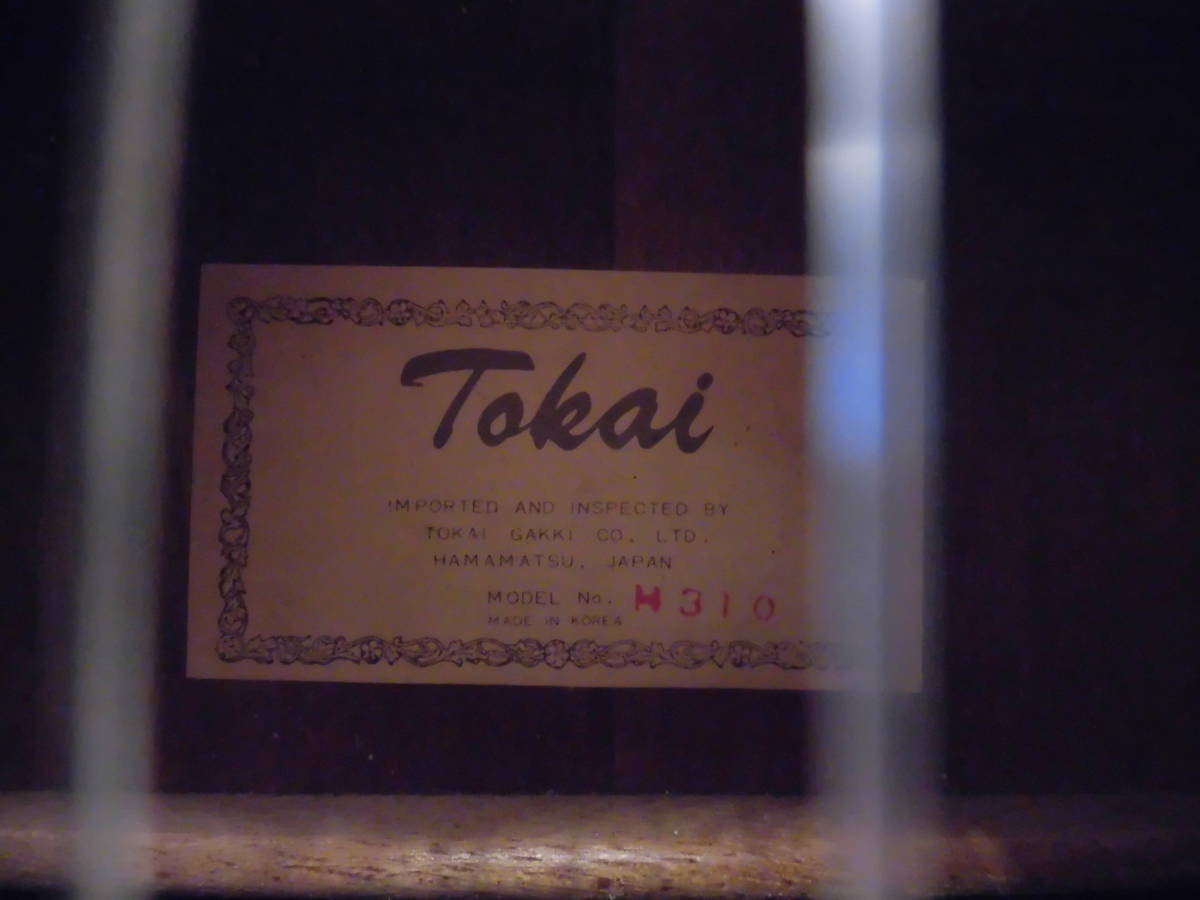 Tokai
IMPORTED AND INSPECTED BY
TOKAI GAKKI CO. LTD.
HAMAMATSU. JAPAN
MODEL No. H310
MADE IN KOREA